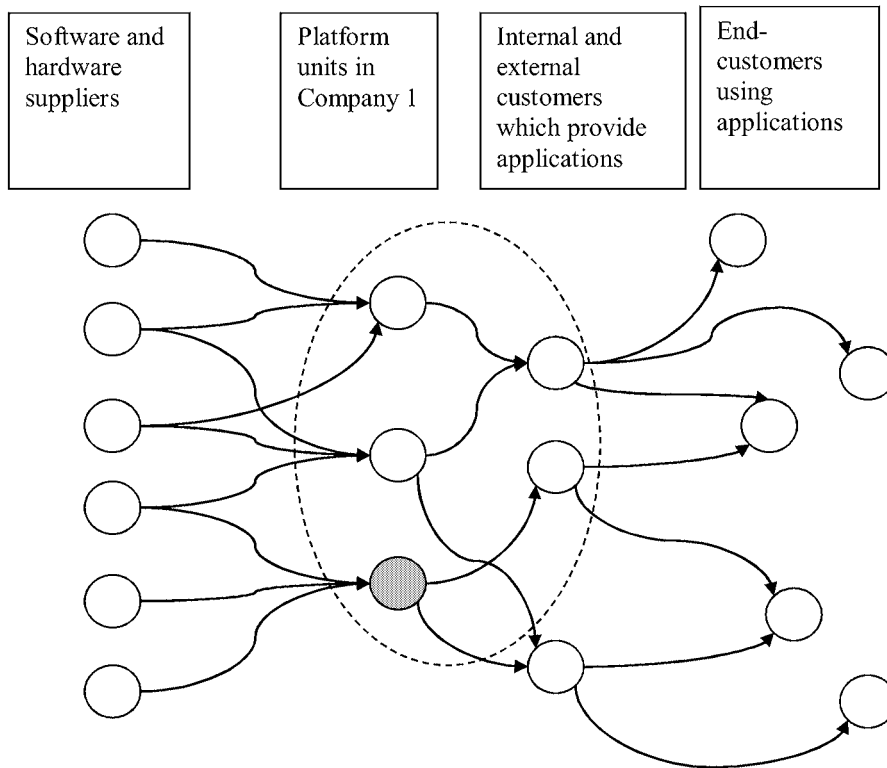 Software and
hardware
suppliers
Platform
units in
Company 1
Internal and
external
customers
which provide
applications
End-
customers
using
applications